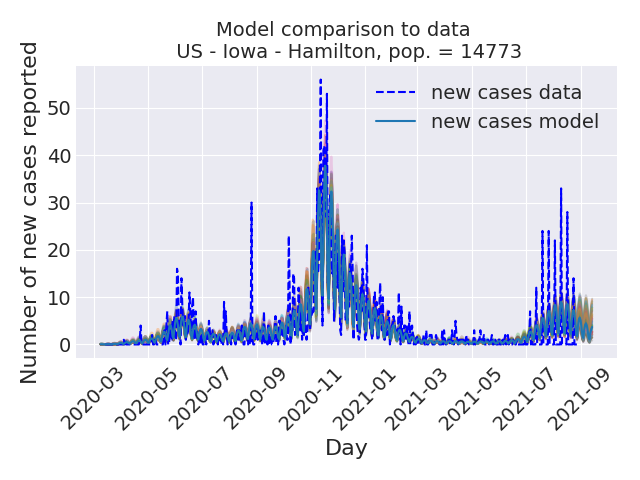 Model comparison to data
US - Iowa - Hamilton, pop. = 14773
Number of new cases reported
50
40
30
20
10
0
new cases data
new cases model
2020-03
2020-05
2020-07
2020-09
2020-11
2021-01
2021-03
2021-05
2021-07
2021-09
Day